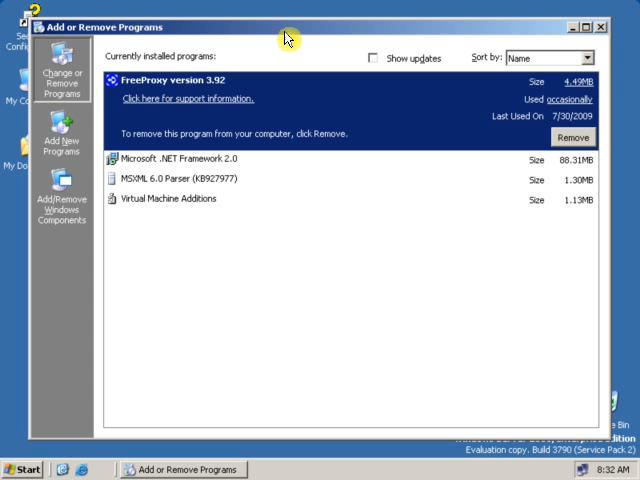 Add or Remove Programs
Change or
Remove
Programs
Add New
Programs
Add/Remove
Windows
Components
Currently installed programs:
Show updates
Sort by:
Name
FreeProxy version 3.92
Size 4.49MB
Click here for support information.
Used occasionally
Last Used On 7/30/2009
To remove this program from your computer, click Remove.
Remove
Microsoft .NET Framework 2.0
Size 88.31MB
MSXML 6.0 Parser (KB927977)
Size 1.30MB
Virtual Machine Additions
Size 1.13MB
My Do
Bin
Evaluation copy. Build 3790 (Service Pack 2)
Start
Add or Remove Programs
8:32 AM